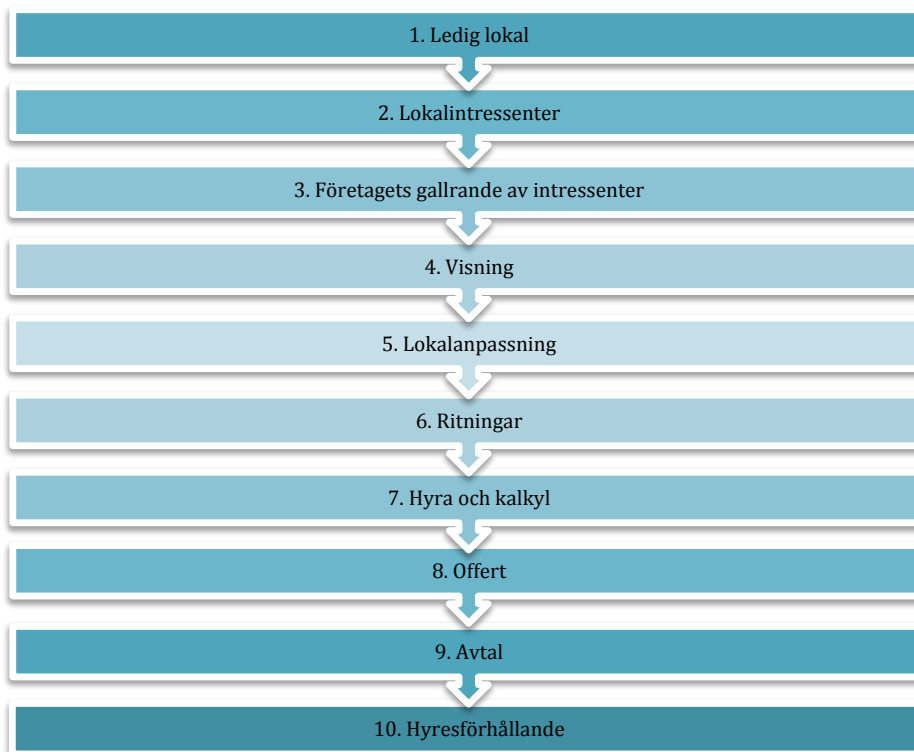 1. Ledig lokal
2. Lokalintressenter
3. Företagets gallrande av intressenter
4. Visning
5. Lokalanpassning
6. Ritningar
7. Hyra och kalkyl
8. Offert
9. Avtal
10. Hyresförhållande